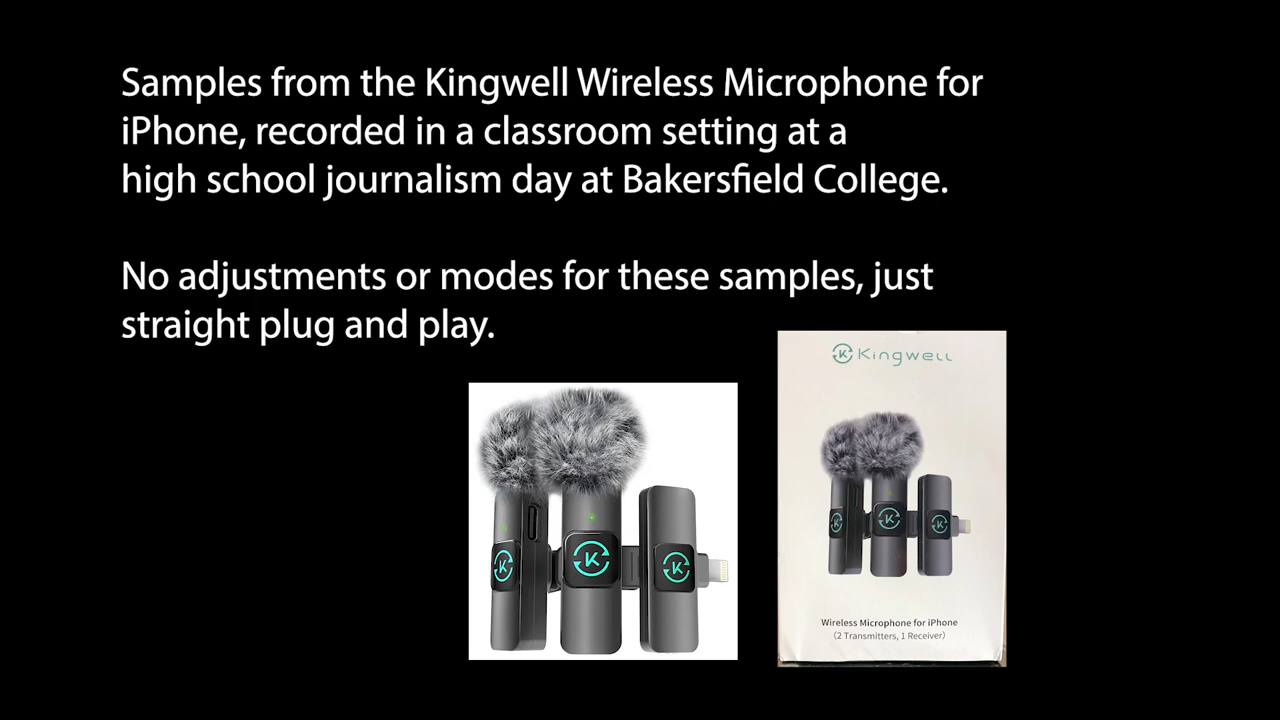 Samples from the Kingwell Wireless Microphone for
iPhone, recorded in a classroom setting at a
high school journalism day at Bakersfield College.
No adjustments or modes for these samples, just
straight plug and play.
K Kingwell
K K K
K K K
Wireless Microphone for iPhone
(2 Transmitters, 1 Receiver)